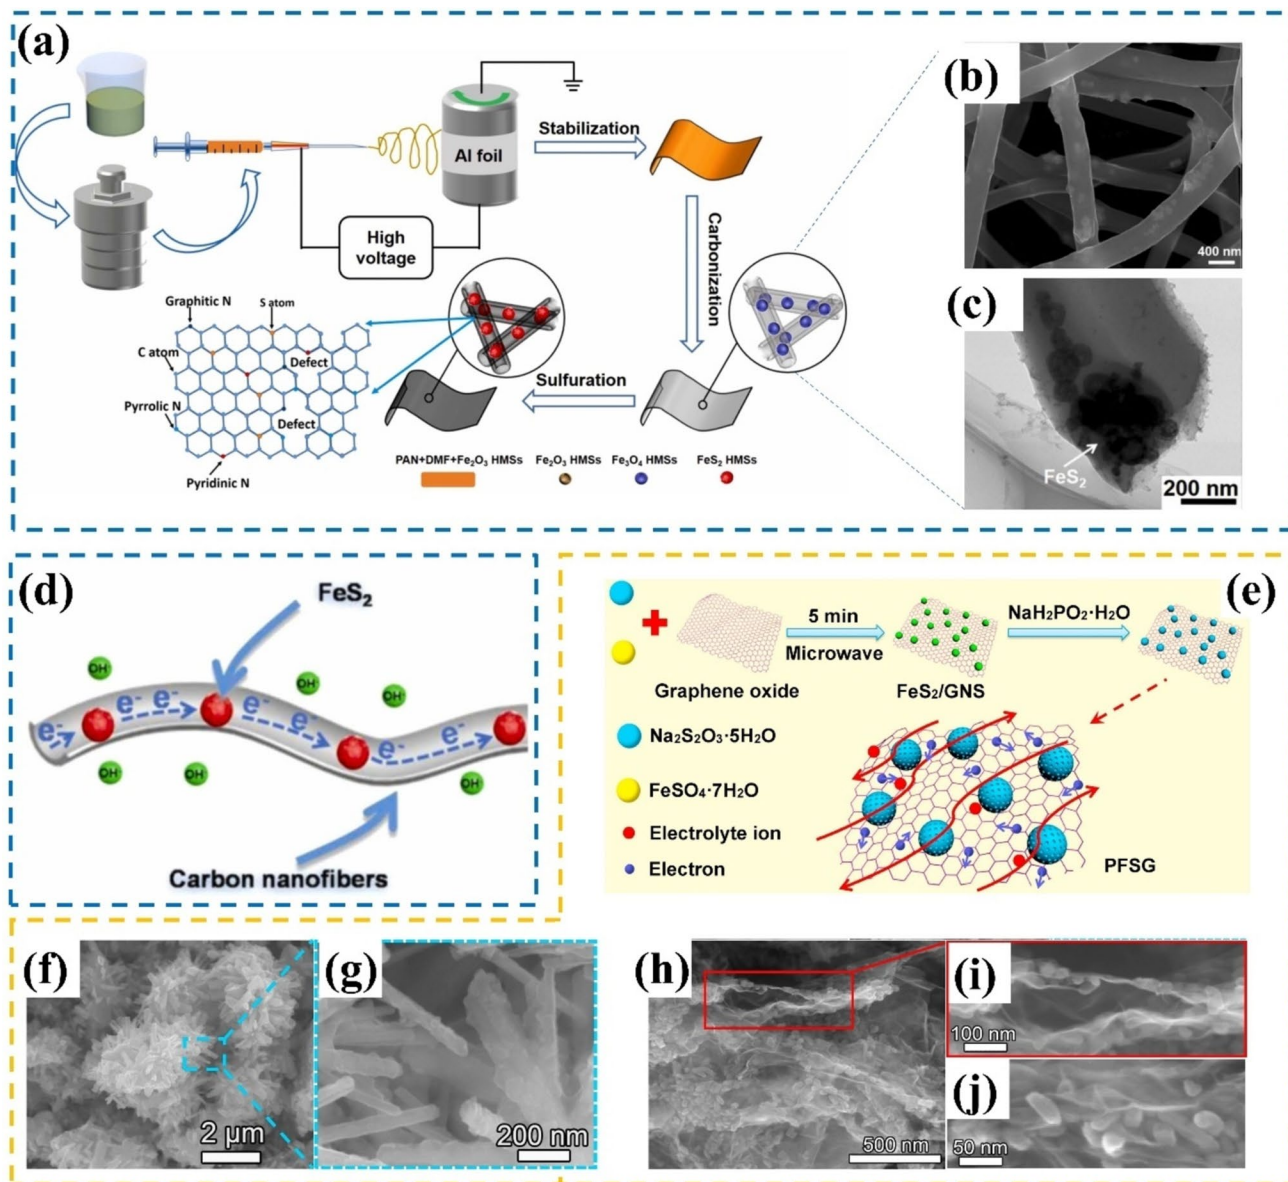 (a)
Al foil
High
voltage
Stabilization
Carbonization
Sulfuration
Graphitic N
S atom
C atom
Defect
Pyrrolic N
Defect
Pyridinic N
PAN+DMF+Fe₂O₃ HMSs
Fe₂O₃ HMSs
Fe₃O₄ HMSs
FeS₂ HMSs
(b)
400 nm
(c)
FeS₂
200 nm
(d)
FeS₂
OH⁻
OH⁻
OH⁻
e⁻
e⁻
e⁻
e⁻
e⁻
e⁻
e⁻
OH⁻
OH⁻
OH⁻
Carbon nanofibers
(e)
5 min
Microwave
NaH₂PO₂·H₂O
Graphene oxide
FeS₂/GNS
Na₂S₂O₃·5H₂O
FeSO₄·7H₂O
Electrolyte ion
Electron
PFSG
(f)
2 µm
(g)
200 nm
(h)
500 nm
(i)
100 nm
(j)
50 nm